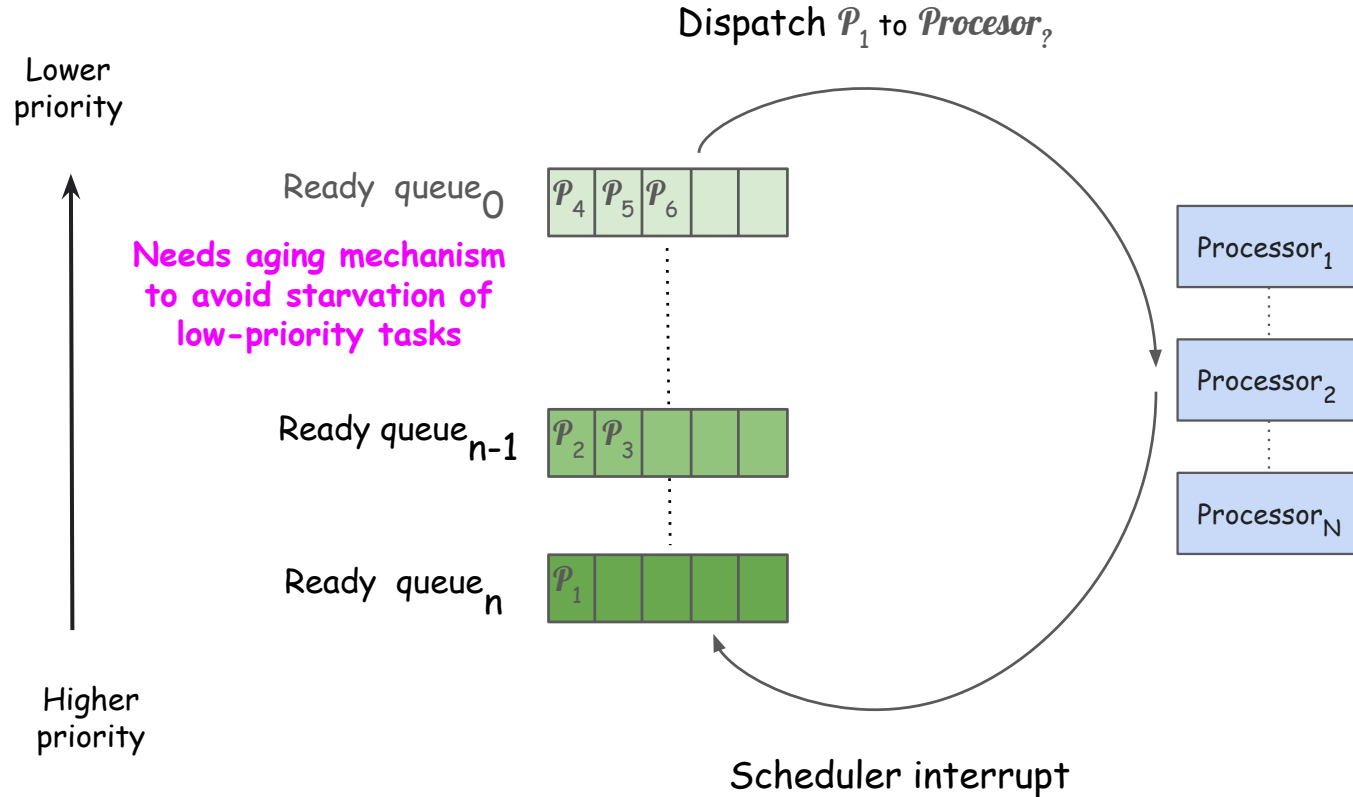 Dispatch P1 to Procesor?
Lower
priority
Ready queue0
P4 P5 P6
Needs aging mechanism
to avoid starvation of
low-priority tasks
Processor1
Processor2
Ready queuen-1
P2 P3
ProcessorN
Ready queuen
P1
Higher
priority
Scheduler interrupt